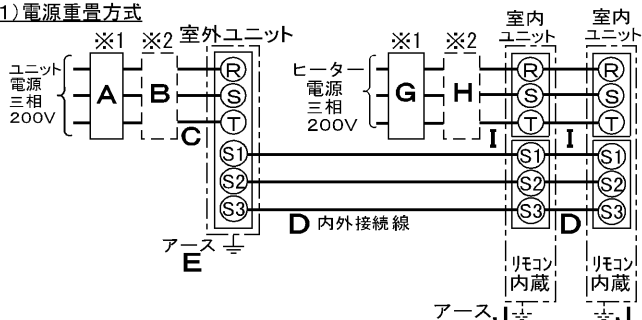 1)電源重畳方式
※1
※2
室外ユニット
ユニット
電源
三相
200V
A
B
C
R
S
T
S1
S2
S3
D 内外接続線
アース
E
※1
※2
ヒーター
電源
三相
200V
G
H
I
I
室内
ユニット
R
S
T
S1
S2
S3
リモコン
内蔵
D
室内
ユニット
R
S
T
S1
S2
S3
リモコン
内蔵
アース
J
J